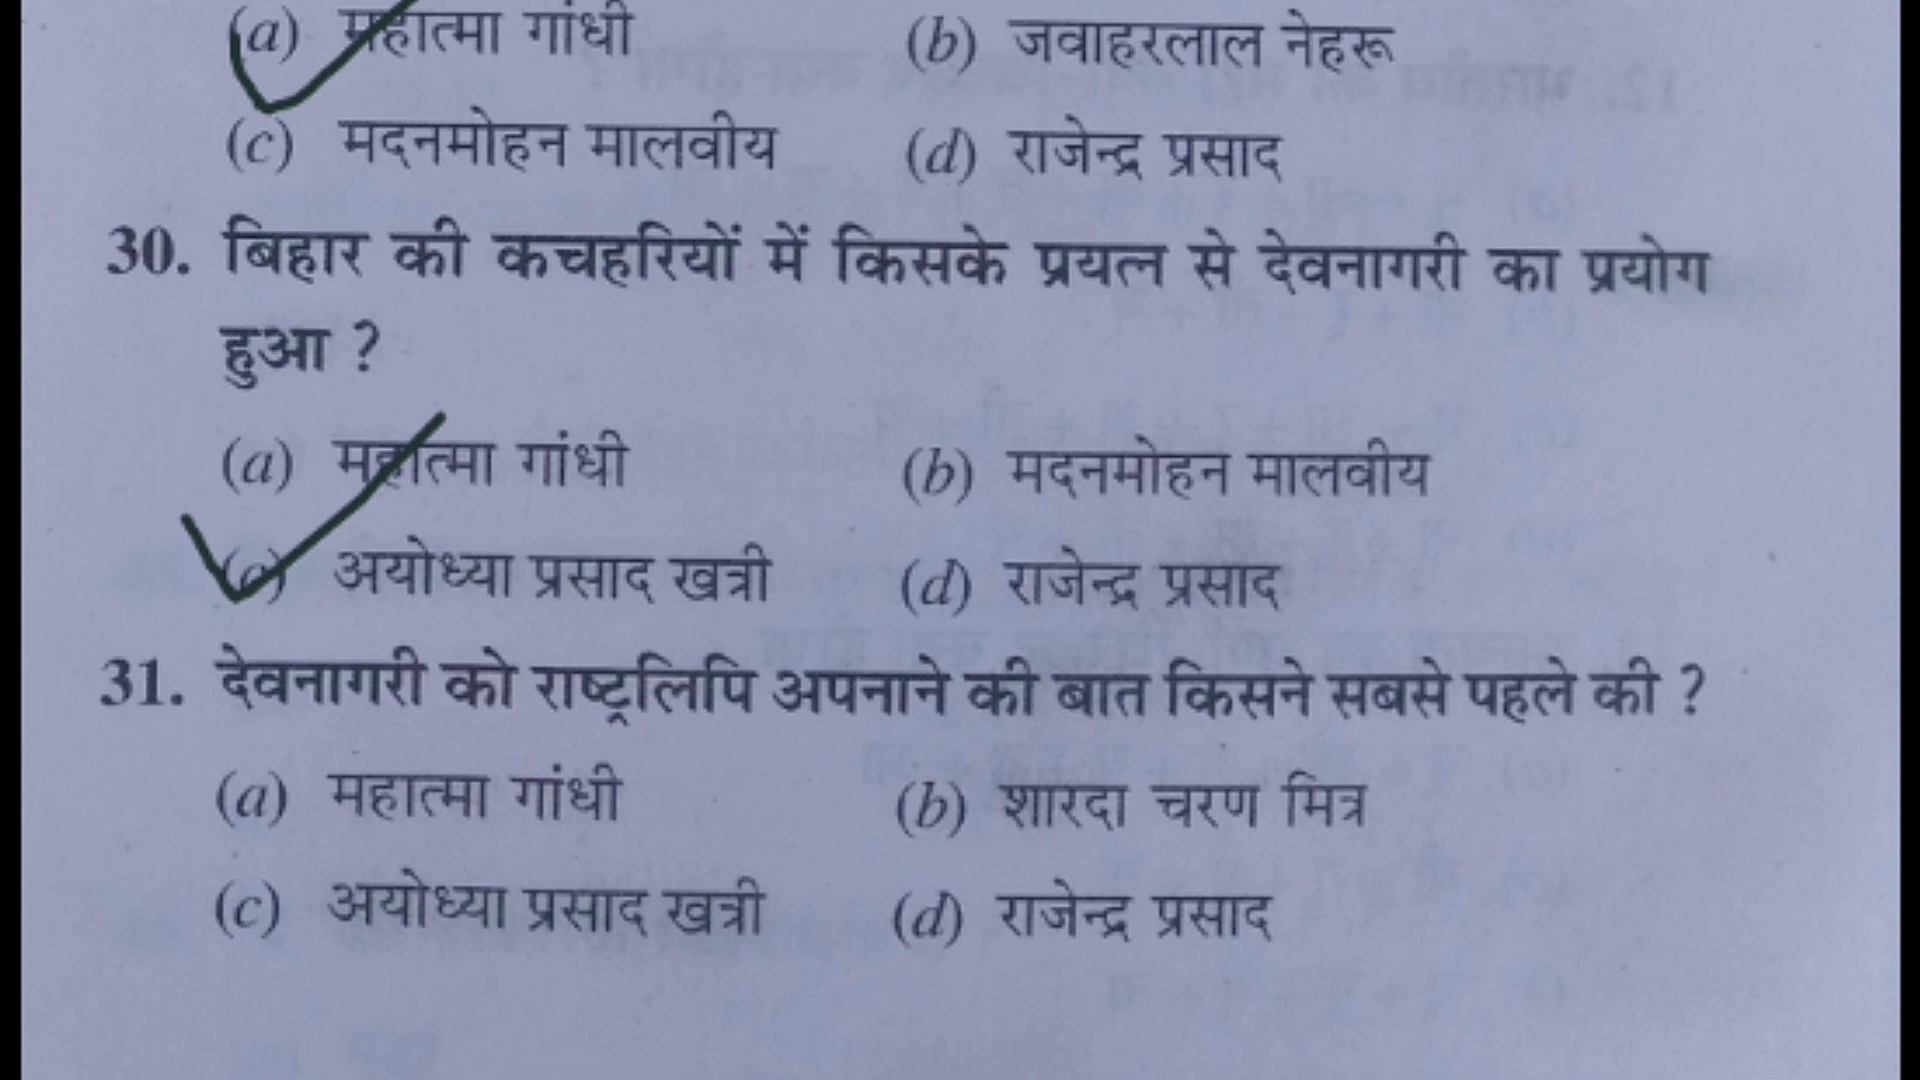 (a) महात्मा गांधी (b) जवाहरलाल नेहरू
(c) मदनमोहन मालवीय (d) राजेन्द्र प्रसाद
30. बिहार की कचहरियों में किसके प्रयत्न से देवनागरी का प्रयोग
हुआ ?
(a) महात्मा गांधी (b) मदनमोहन मालवीय
(c) अयोध्या प्रसाद खत्री (d) राजेन्द्र प्रसाद
31. देवनागरी को राष्ट्रलिपि अपनाने की बात किसने सबसे पहले की ?
(a) महात्मा गांधी (b) शारदा चरण मित्र
(c) अयोध्या प्रसाद खत्री (d) राजेन्द्र प्रसाद